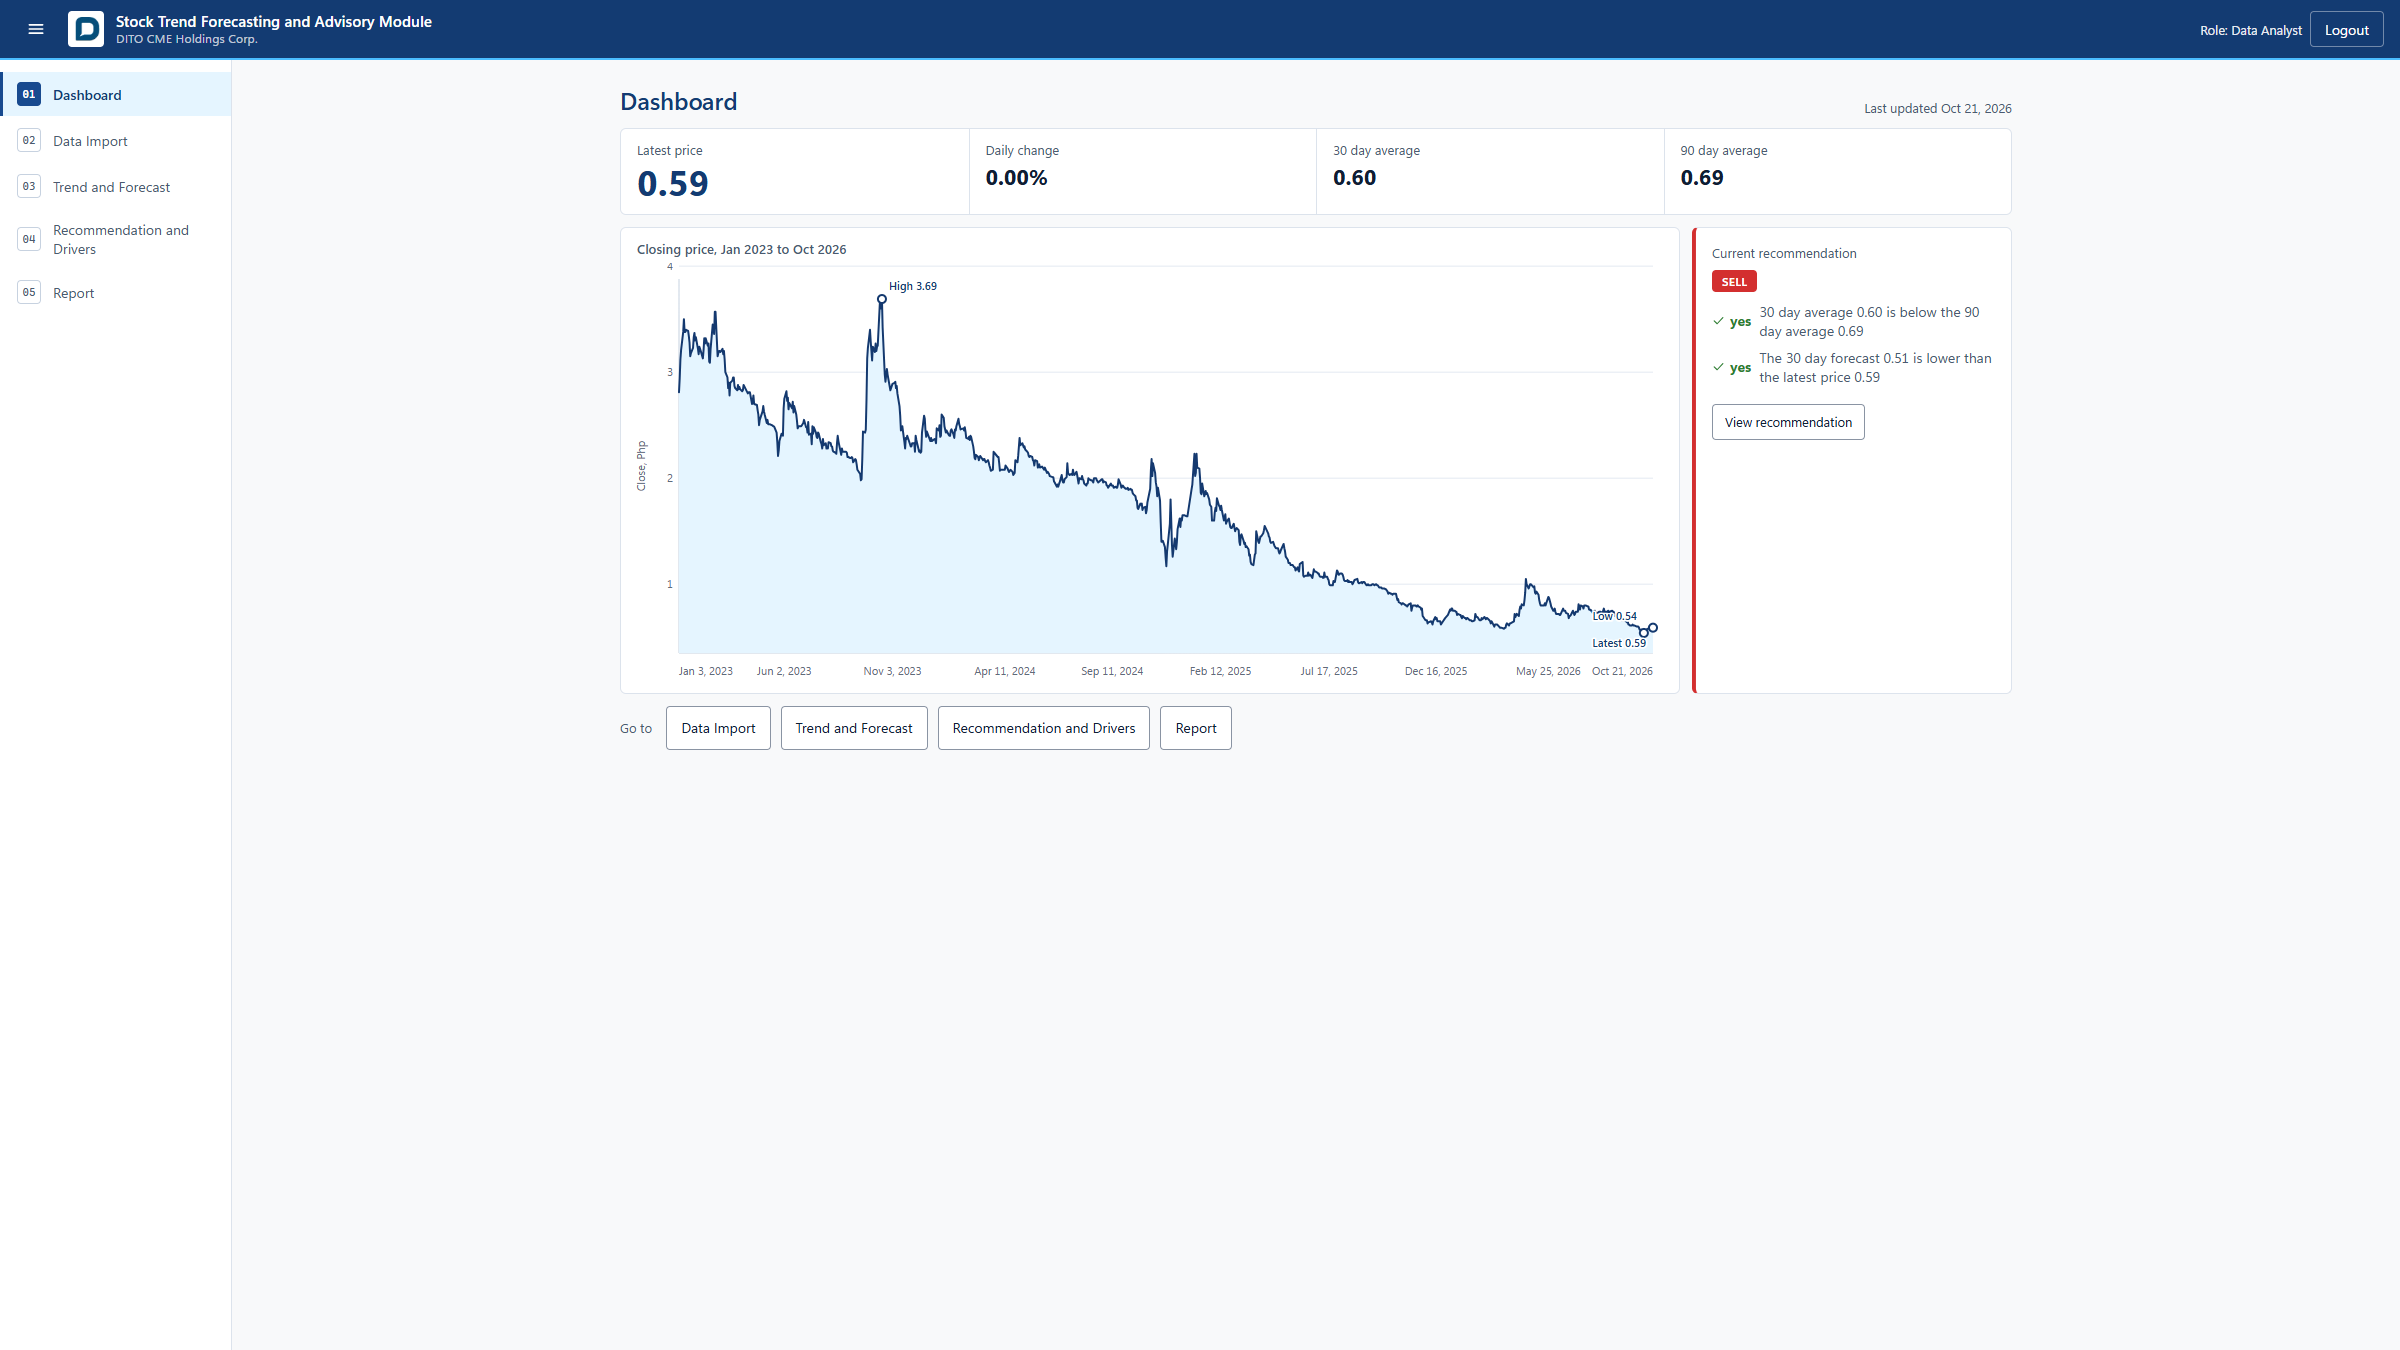 Stock Trend Forecasting and Advisory Module
DITO CME Holdings Corp.
Role: Data Analyst
Logout
01 Dashboard
02 Data Import
03 Trend and Forecast
04 Recommendation and
Drivers
05 Report
Dashboard
Last updated Oct 21, 2026
Latest price
0.59
Daily change
0.00%
30 day average
0.60
90 day average
0.69
Closing price, Jan 2023 to Oct 2026
4
3
2
1
Close, Php
High 3.69
Low 0.54
Latest 0.59
Jan 3, 2023
Jun 2, 2023
Nov 3, 2023
Apr 11, 2024
Sep 11, 2024
Feb 12, 2025
Jul 17, 2025
Dec 16, 2025
May 25, 2026
Oct 21, 2026
Current recommendation
SELL
yes 30 day average 0.60 is below the 90
day average 0.69
yes The 30 day forecast 0.51 is lower than
the latest price 0.59
View recommendation
Go to
Data Import
Trend and Forecast
Recommendation and Drivers
Report